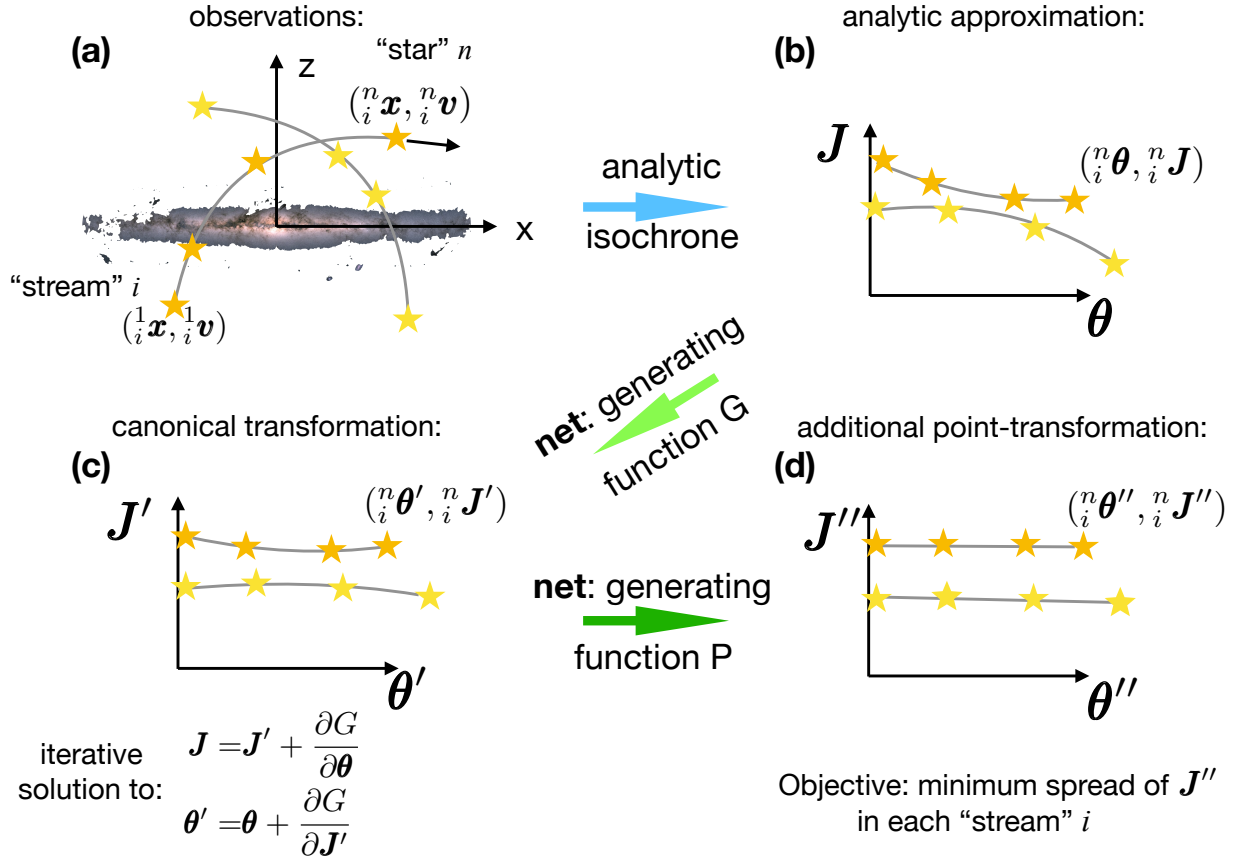 observations:
(a)
"star" n
z
(ⁿᵢx, ⁿᵢv)
x
"stream" i
(¹ᵢx, ¹ᵢv)
analytic
isochrone
analytic approximation:
(b)
J
(ⁿᵢθ, ⁿᵢJ)
θ
net: generating
function G
canonical transformation:
(c)
J′
(ⁿᵢθ′, ⁿᵢJ′)
θ′
iterative
solution to:
J = J′ + ∂G/∂θ
θ′ = θ + ∂G/∂J′
net: generating
function P
additional point-transformation:
(d)
J″
(ⁿᵢθ″, ⁿᵢJ″)
θ″
Objective: minimum spread of J″
in each "stream" i